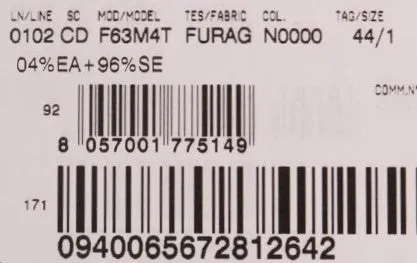 LN/LINE SC MOD/MODEL TES/FABRIC COL. TAG/SIZE
0102 CD F63M4T FURAG N0000 44/1
04%EA+96%SE
COMM.N
92
8 057001 775149
171
0940065672812642